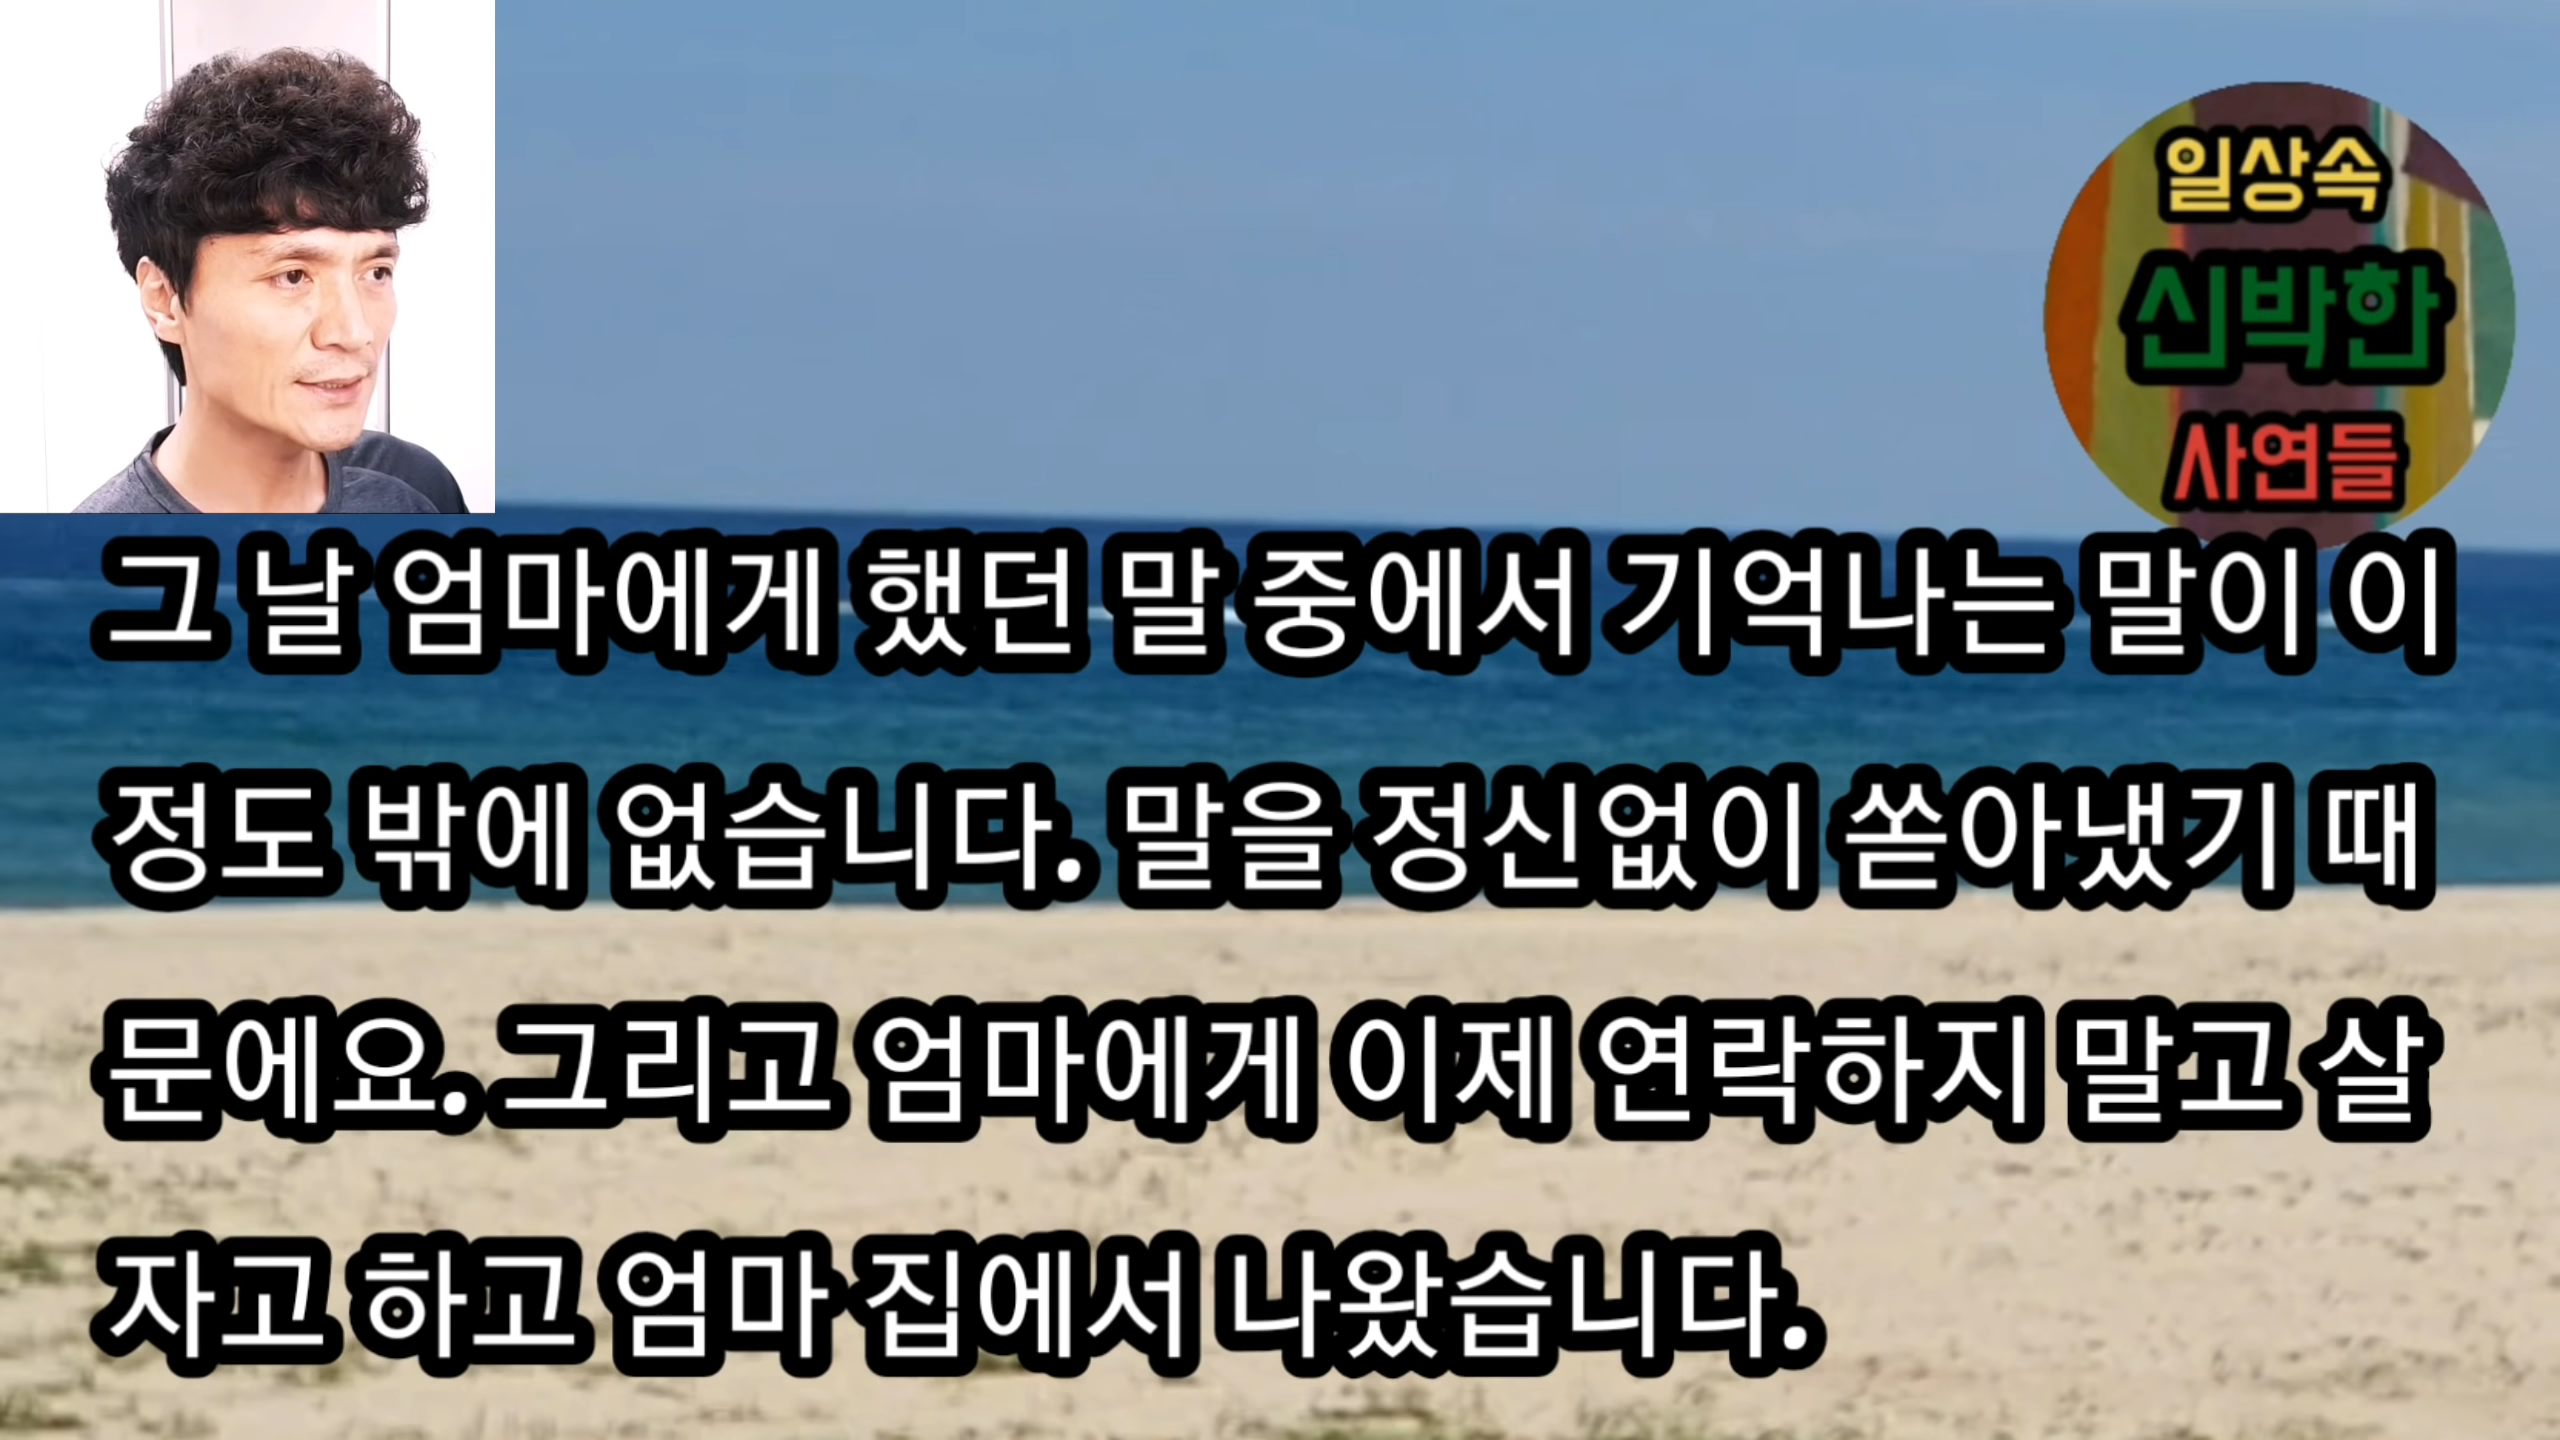 일상속
신박한
사연들
그 날 엄마에게 했던 말 중에서 기억나는 말이 이
정도 밖에 없습니다. 말을 정신없이 쏟아냈기 때
문에요. 그리고 엄마에게 이제 연락하지 말고 살
자고 하고 엄마 집에서 나왔습니다.